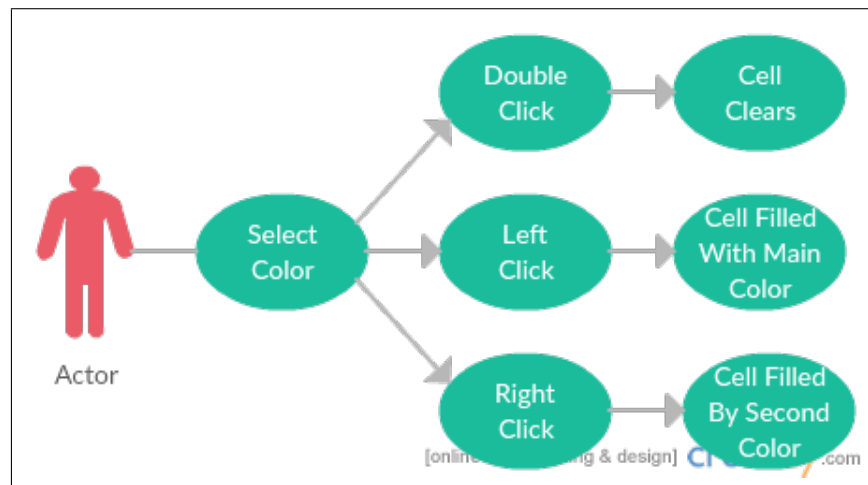 Double
Click
Cell
Clears
Select
Color
Left
Click
Cell Filled
With Main
Color
Actor
Right
Click
Cell Filled
By Second
Color
& design]
.com